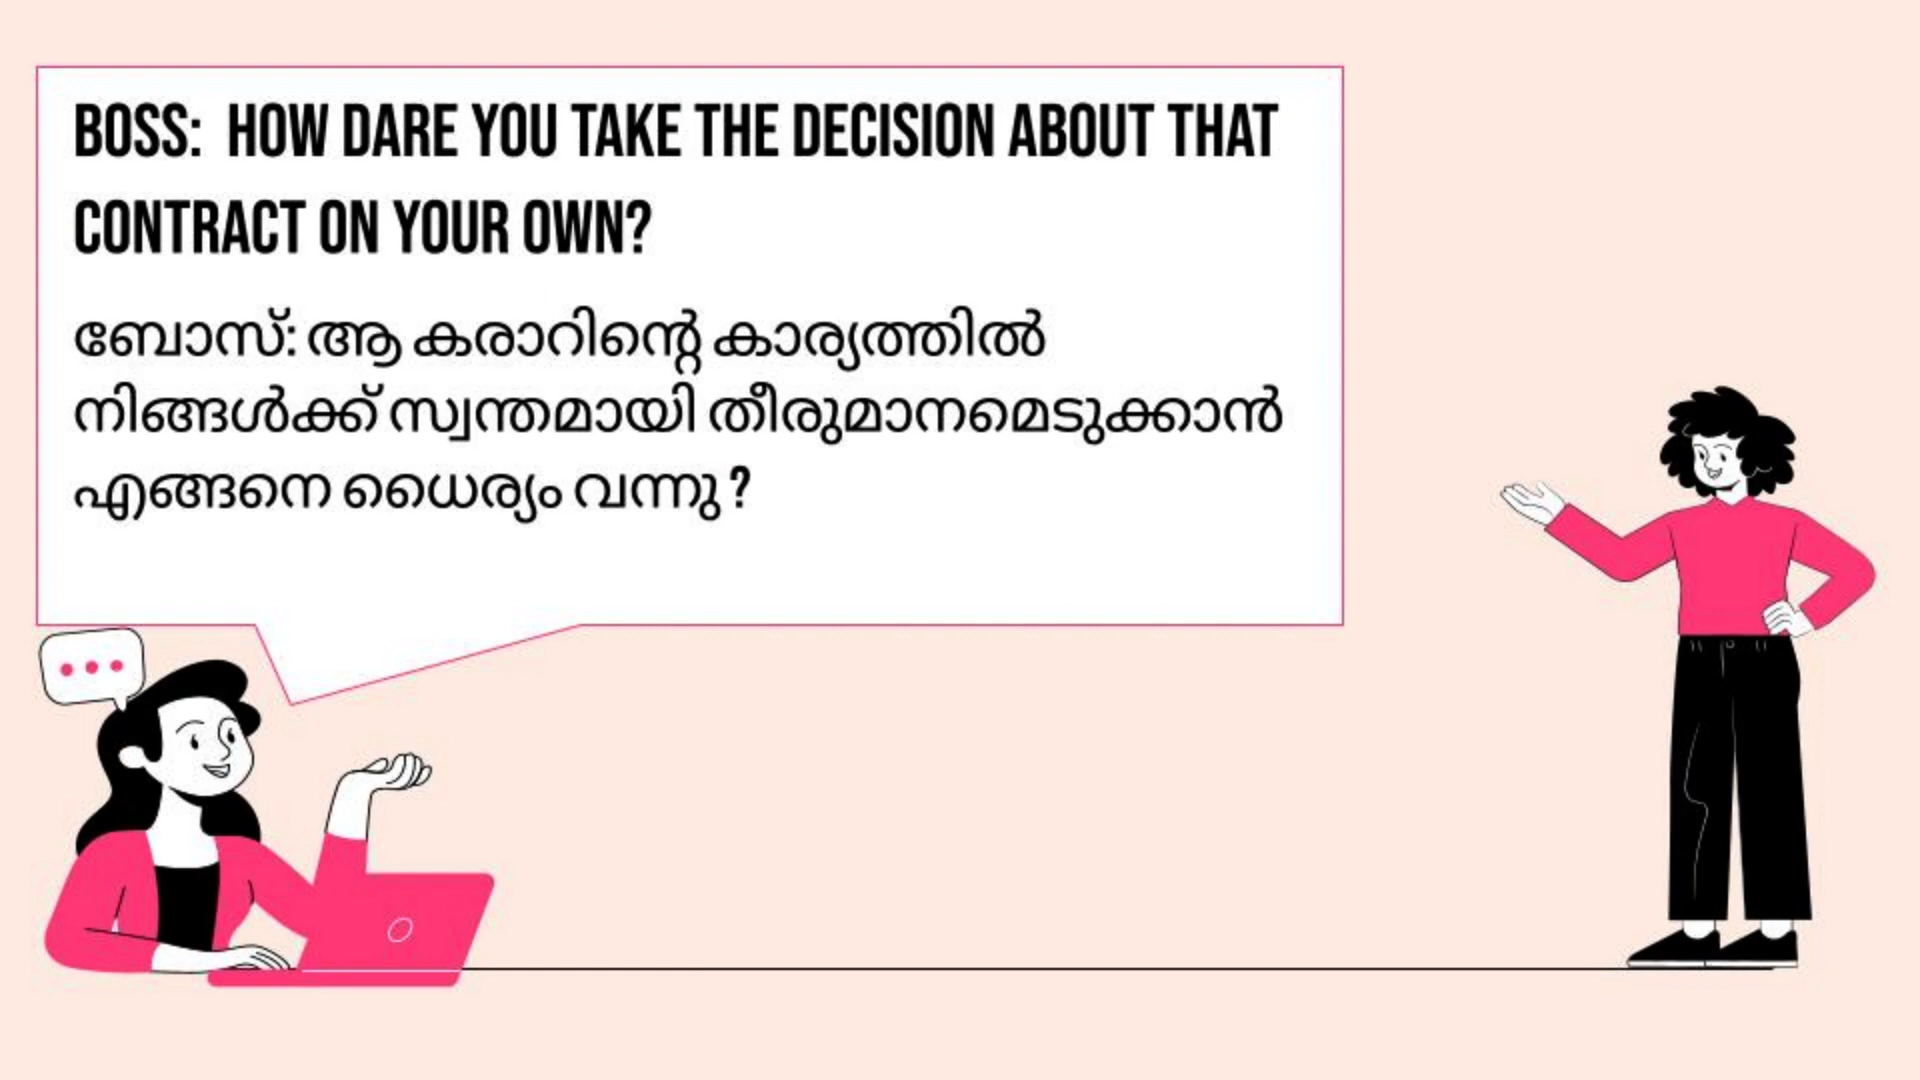 BOSS: HOW DARE YOU TAKE THE DECISION ABOUT THAT
CONTRACT ON YOUR OWN?
ബോസ്: ആ കരാറിന്റെ കാര്യത്തിൽ
നിങ്ങൾക്ക് സ്വന്തമായി തീരുമാനമെടുക്കാൻ
എങ്ങനെ ധൈര്യം വന്നു ?